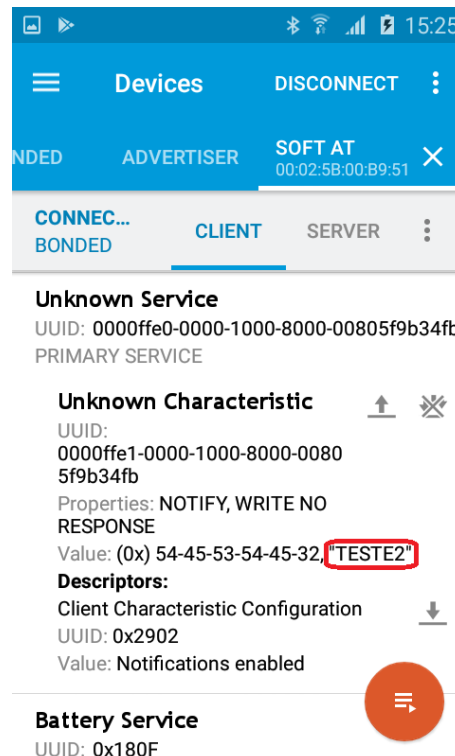 15:25
Devices
DISCONNECT
NDED
ADVERTISER
SOFT AT
00:02:5B:00:B9:51
CONNEC...
BONDED
CLIENT
SERVER
Unknown Service
UUID: 0000ffe0-0000-1000-8000-00805f9b34fb
PRIMARY SERVICE
Unknown Characteristic
UUID:
0000ffe1-0000-1000-8000-0080
5f9b34fb
Properties: NOTIFY, WRITE NO
RESPONSE
Value: (0x) 54-45-53-54-45-32, "TESTE2"
Descriptors:
Client Characteristic Configuration
UUID: 0x2902
Value: Notifications enabled
Battery Service
UUID: 0x180F